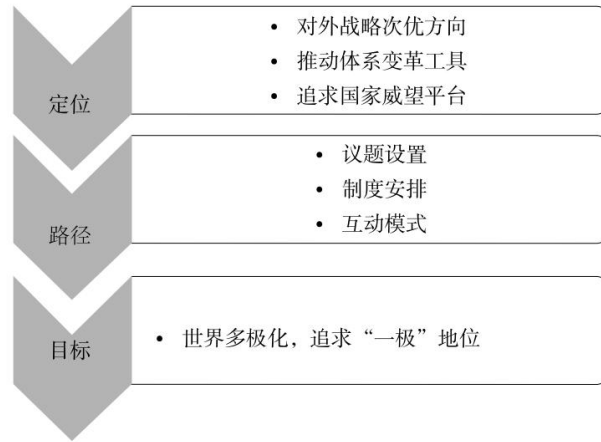 定位
• 对外战略次优方向
• 推动体系变革工具
• 追求国家威望平台
路径
• 议题设置
• 制度安排
• 互动模式
目标
• 世界多极化，追求“一极”地位